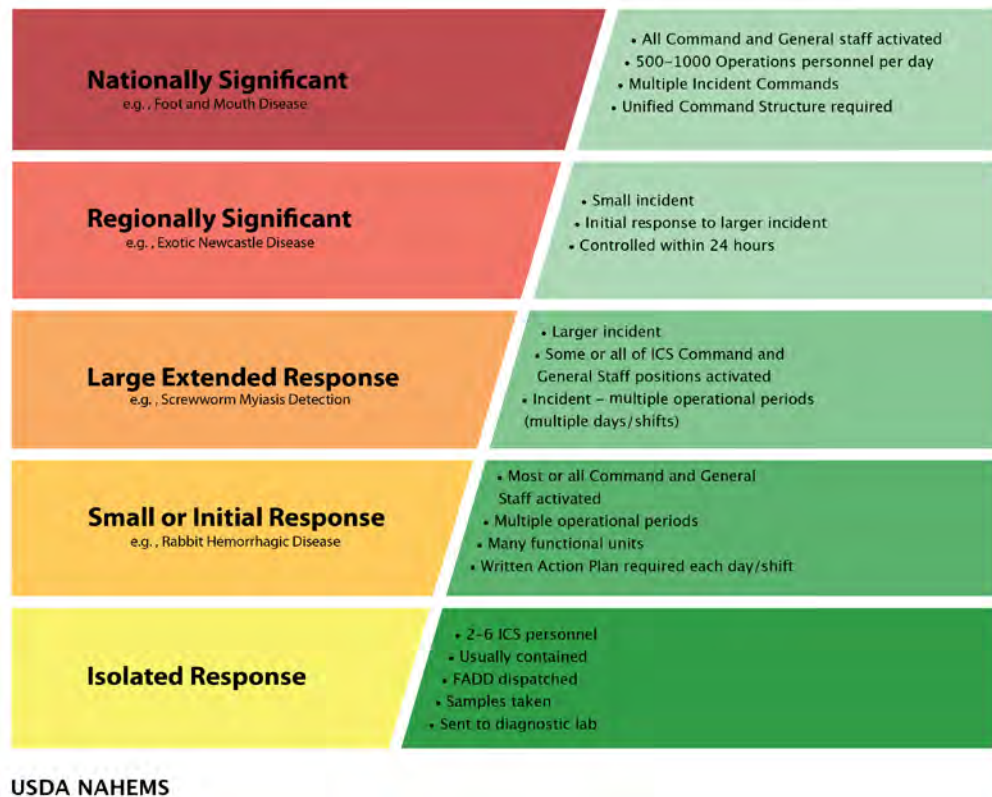 Nationally Significant
e.g., Foot and Mouth Disease
• All Command and General staff activated
• 500–1000 Operations personnel per day
• Multiple Incident Commands
• Unified Command Structure required
Regionally Significant
e.g., Exotic Newcastle Disease
• Small incident
• Initial response to larger incident
• Controlled within 24 hours
Large Extended Response
e.g., Screwworm Myiasis Detection
• Larger incident
• Some or all of ICS Command and
General Staff positions activated
• Incident – multiple operational periods
(multiple days/shifts)
Small or Initial Response
e.g., Rabbit Hemorrhagic Disease
• Most or all Command and General
Staff activated
• Multiple operational periods
• Many functional units
• Written Action Plan required each day/shift
Isolated Response
• 2–6 ICS personnel
• Usually contained
• FADD dispatched
• Samples taken
• Sent to diagnostic lab
USDA NAHEMS